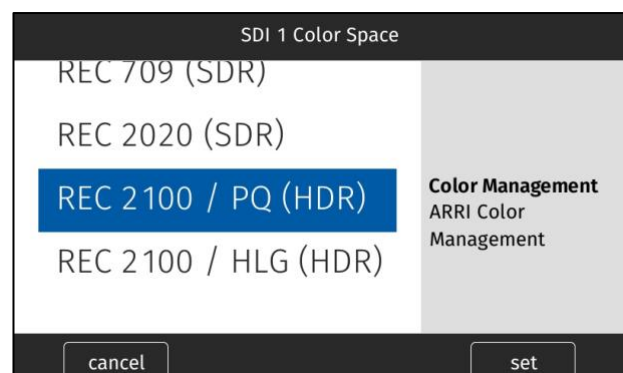 SDI 1 Color Space
REC 709 (SDR)
REC 2020 (SDR)
REC 2100 / PQ (HDR)
REC 2100 / HLG (HDR)
Color Management
ARRI Color
Management
cancel
set